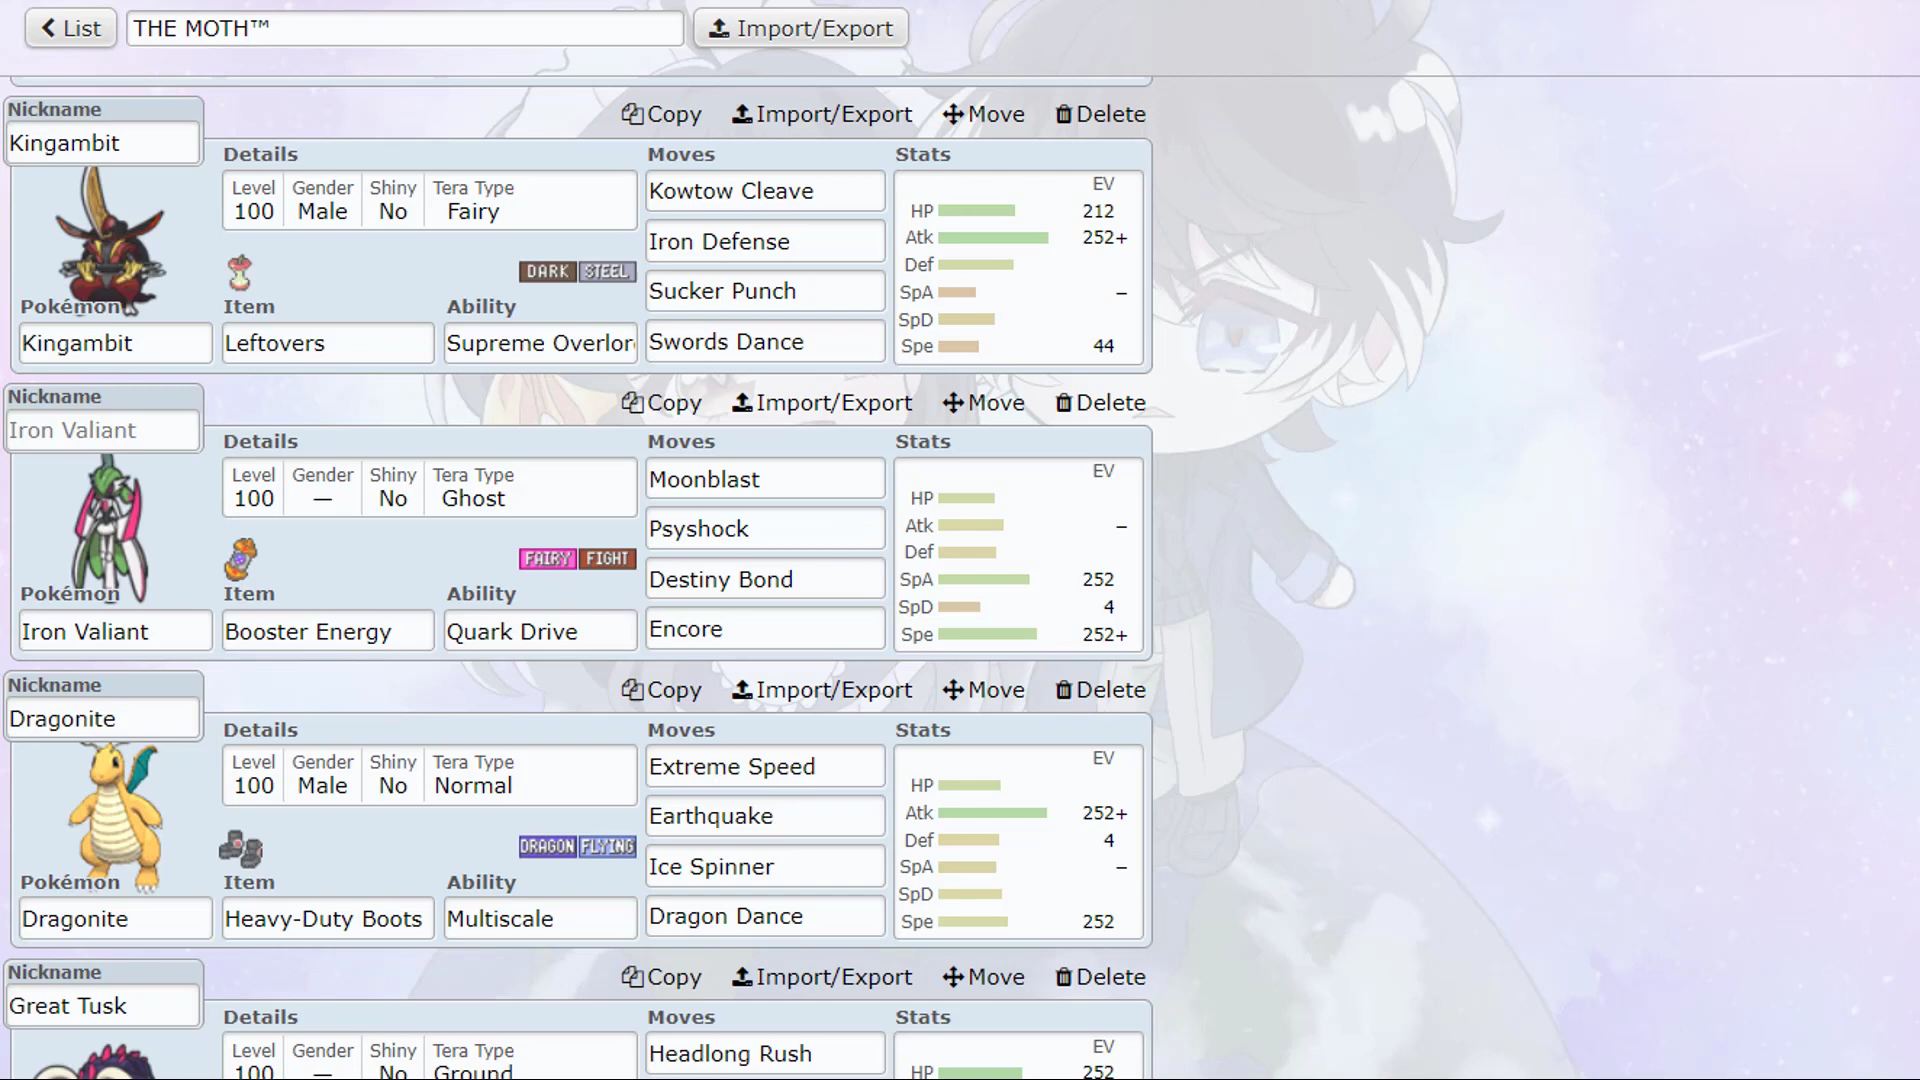 List
THE MOTH™
Import/Export
Nickname
Kingambit
Copy Import/Export Move Delete
Details Moves Stats
Level Gender Shiny Tera Type
100 Male No Fairy
DARK STEEL
Pokémon Item Ability
Kingambit Leftovers Supreme Overlor
Kowtow Cleave
Iron Defense
Sucker Punch
Swords Dance
EV
HP 212
Atk 252+
Def
SpA –
SpD
Spe 44
Nickname
Iron Valiant
Copy Import/Export Move Delete
Details Moves Stats
Level Gender Shiny Tera Type
100 — No Ghost
FAIRY FIGHT
Pokémon Item Ability
Iron Valiant Booster Energy Quark Drive
Moonblast
Psyshock
Destiny Bond
Encore
EV
HP
Atk –
Def
SpA 252
SpD 4
Spe 252+
Nickname
Dragonite
Copy Import/Export Move Delete
Details Moves Stats
Level Gender Shiny Tera Type
100 Male No Normal
DRAGON FLYING
Pokémon Item Ability
Dragonite Heavy-Duty Boots Multiscale
Extreme Speed
Earthquake
Ice Spinner
Dragon Dance
EV
HP
Atk 252+
Def 4
SpA –
SpD
Spe 252
Nickname
Great Tusk
Copy Import/Export Move Delete
Details Moves Stats
Level Gender Shiny Tera Type
100 — No Ground
Headlong Rush
EV
HP 252